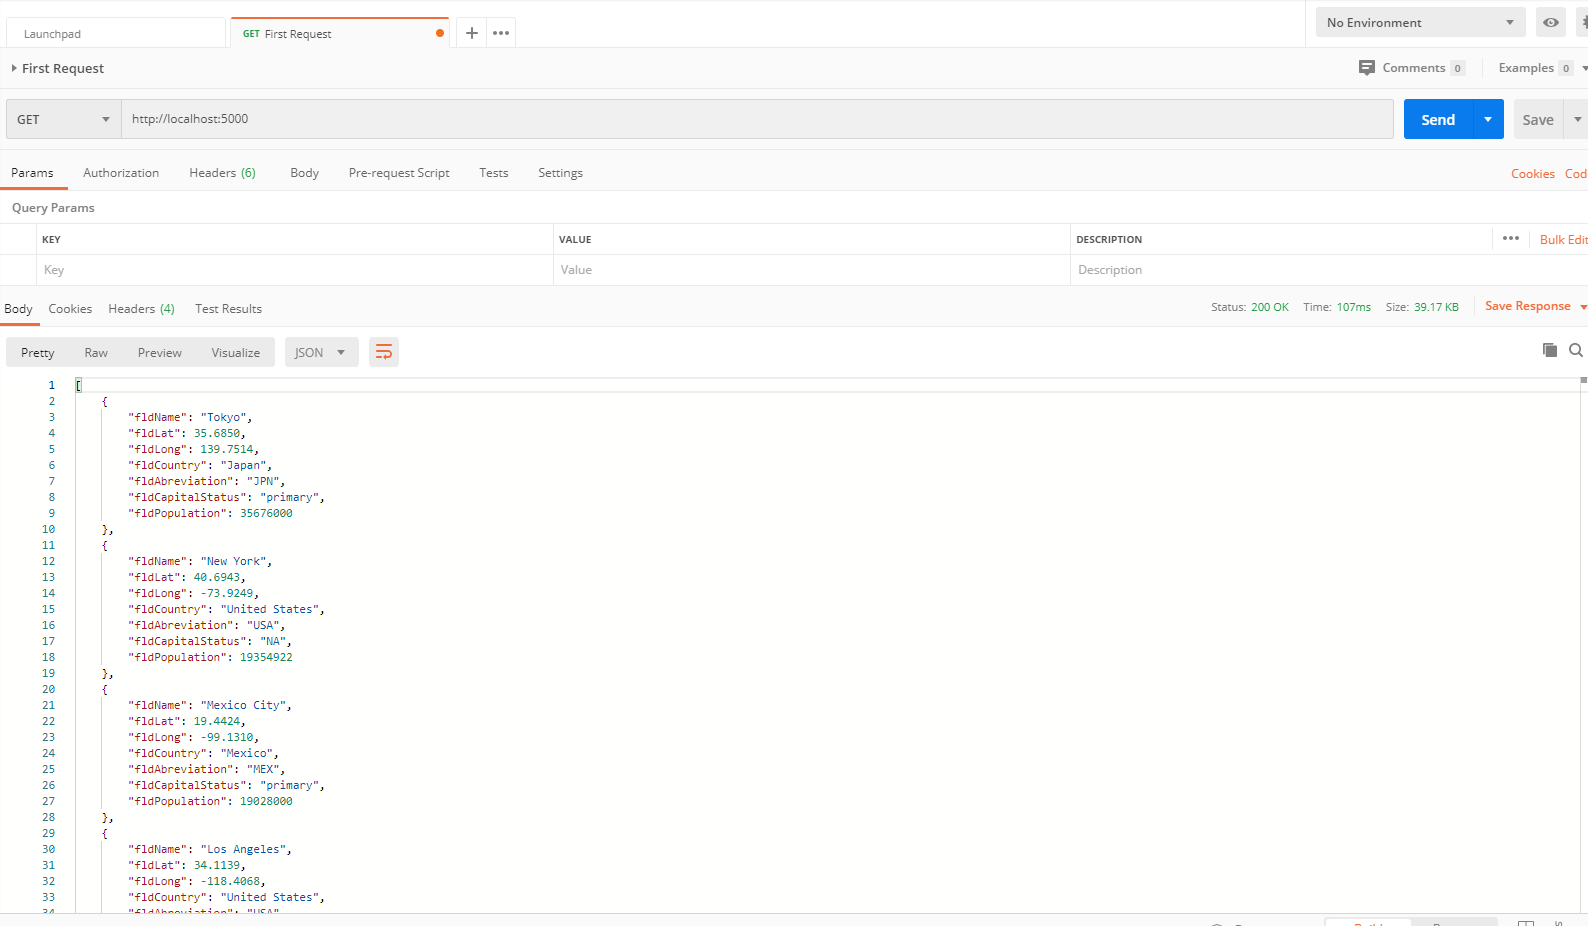 Launchpad
GET First Request
No Environment
First Request
Comments 0
Examples 0
GET
http://localhost:5000
Send
Save
Params Authorization Headers (6) Body Pre-request Script Tests Settings
Cookies Cod
Query Params
KEY VALUE DESCRIPTION
Bulk Edit
Key Value Description
Body Cookies Headers (4) Test Results
Status: 200 OK Time: 107ms Size: 39.17 KB Save Response
Pretty Raw Preview Visualize JSON
1 [
2 {
3 "fldName": "Tokyo",
4 "fldLat": 35.6850,
5 "fldLong": 139.7514,
6 "fldCountry": "Japan",
7 "fldAbreviation": "JPN",
8 "fldCapitalStatus": "primary",
9 "fldPopulation": 35676000
10 },
11 {
12 "fldName": "New York",
13 "fldLat": 40.6943,
14 "fldLong": -73.9249,
15 "fldCountry": "United States",
16 "fldAbreviation": "USA",
17 "fldCapitalStatus": "NA",
18 "fldPopulation": 19354922
19 },
20 {
21 "fldName": "Mexico City",
22 "fldLat": 19.4424,
23 "fldLong": -99.1310,
24 "fldCountry": "Mexico",
25 "fldAbreviation": "MEX",
26 "fldCapitalStatus": "primary",
27 "fldPopulation": 19028000
28 },
29 {
30 "fldName": "Los Angeles",
31 "fldLat": 34.1139,
32 "fldLong": -118.4068,
33 "fldCountry": "United States",
34 "fldAbreviation": "USA"